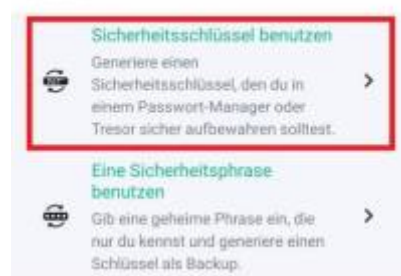 Sicherheitsschlüssel benutzen
Generiere einen
Sicherheitsschlüssel, den du in
einem Passwort-Manager oder
Tresor sicher aufbewahren solltest.
Eine Sicherheitsphrase
benutzen
Gib eine geheime Phrase ein, die
nur du kennst und generiere einen
Schlüssel als Backup.